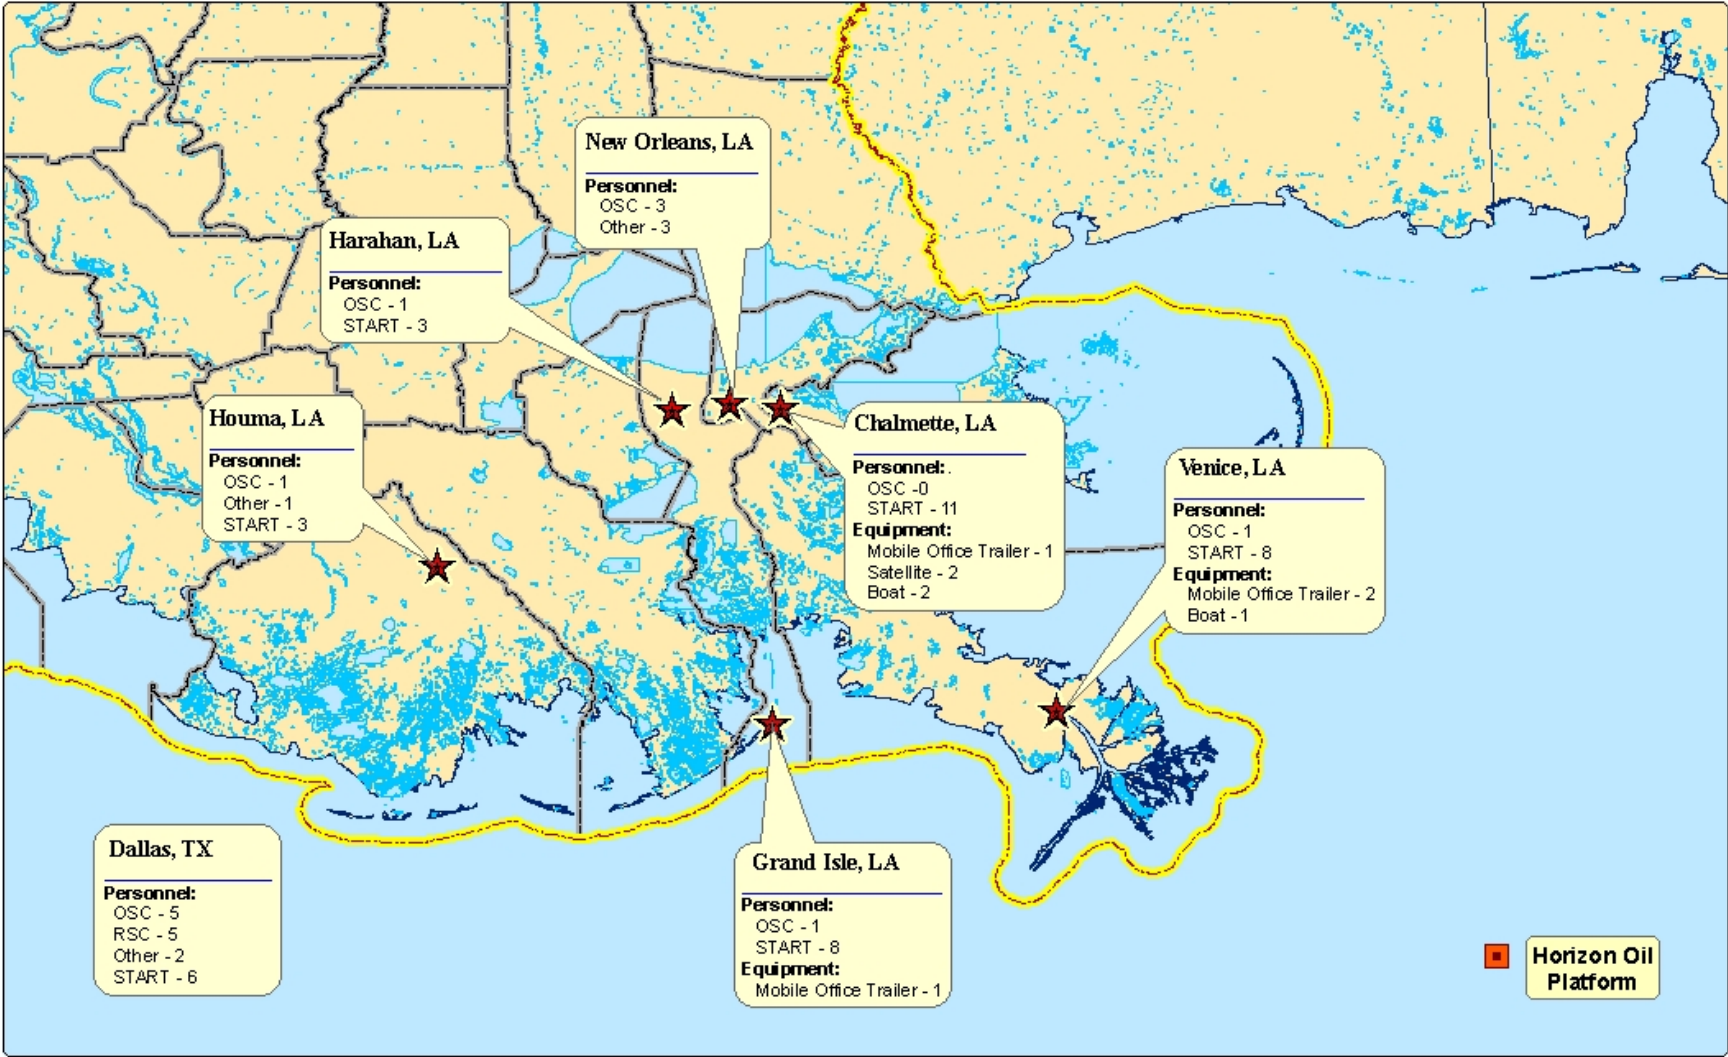 New Orleans, LA
Personnel:
OSC - 3
Other - 3
Harahan, LA
Personnel:
OSC - 1
START - 3
Houma, LA
Personnel:
OSC - 1
Other - 1
START - 3
Chalmette, LA
Personnel:.
OSC -0
START - 11
Equipment:
Mobile Office Trailer - 1
Satellite - 2
Boat - 2
Venice, LA
Personnel:
OSC - 1
START - 8
Equipment:
Mobile Office Trailer - 2
Boat - 1
Dallas, TX
Personnel:
OSC - 5
RSC - 5
Other - 2
START - 6
Grand Isle, LA
Personnel:
OSC - 1
START - 8
Equipment:
Mobile Office Trailer - 1
Horizon Oil
Platform